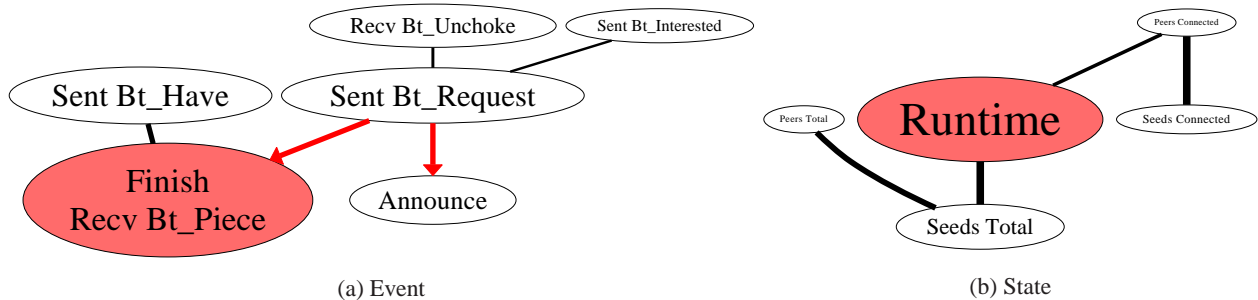 Recv Bt_Unchoke
Sent Bt_Interested
Sent Bt_Have
Sent Bt_Request
Finish
Recv Bt_Piece
Announce
(a) Event
Peers Connected
Runtime
Peers Total
Seeds Connected
Seeds Total
(b) State